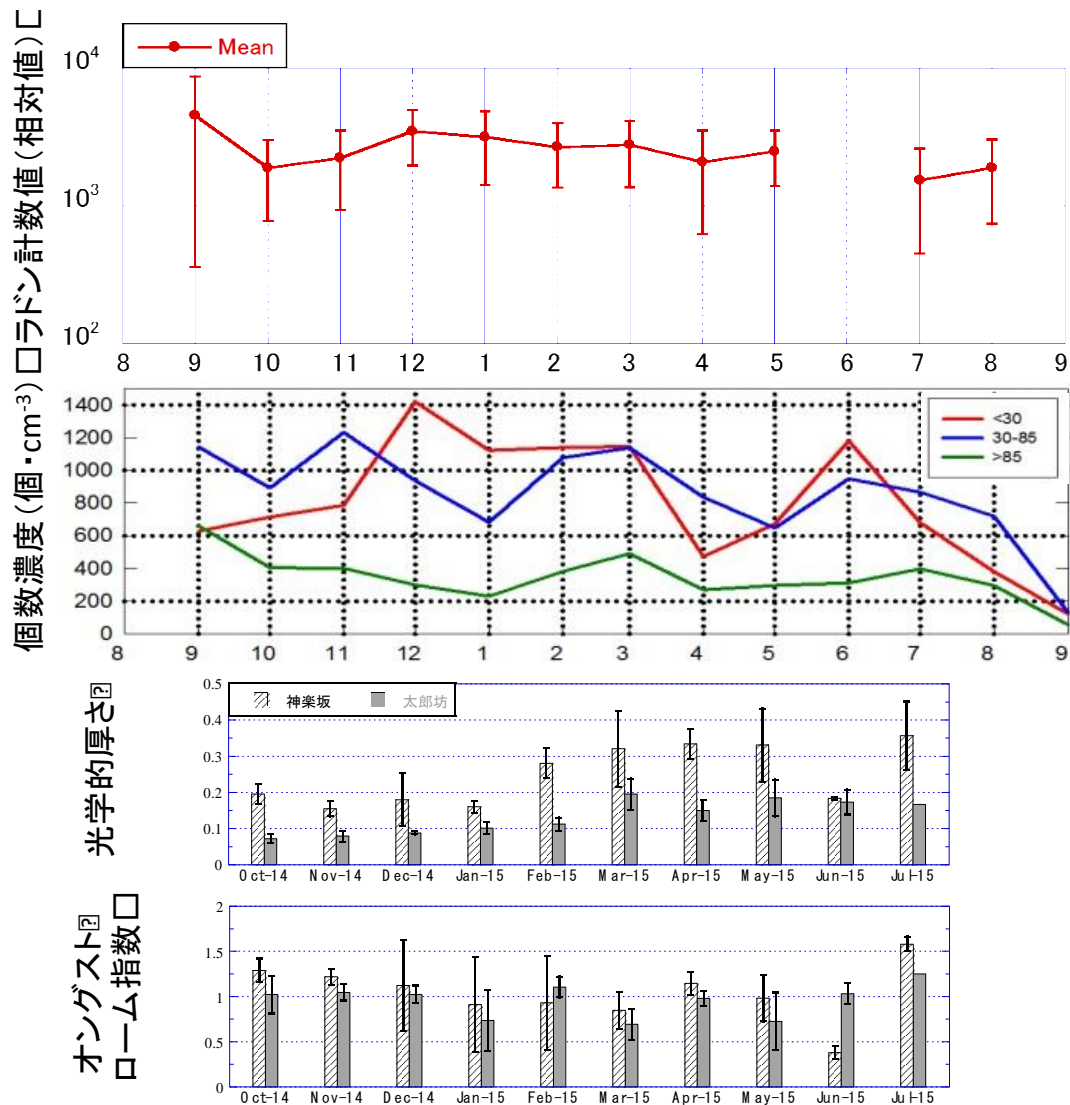 ラドン計数値(相対値)□
Mean
10⁴
10³
10²
8 9 10 11 12 1 2 3 4 5 6 7 8 9
個数濃度(個・cm⁻³)□
1400
1200
1000
800
600
400
200
0
<30
30-85
>85
8 9 10 11 12 1 2 3 4 5 6 7 8 9
光学的厚さ⍰
0.5
0.4
0.3
0.2
0.1
0
神楽坂 太郎坊
Oct-14 Nov-14 Dec-14 Jan-15 Feb-15 Mar-15 Apr-15 May-15 Jun-15 Jul-15
オングスト⍰
ローム指数□
2
1.5
1
0.5
0
Oct-14 Nov-14 Dec-14 Jan-15 Feb-15 Mar-15 Apr-15 May-15 Jun-15 Jul-15